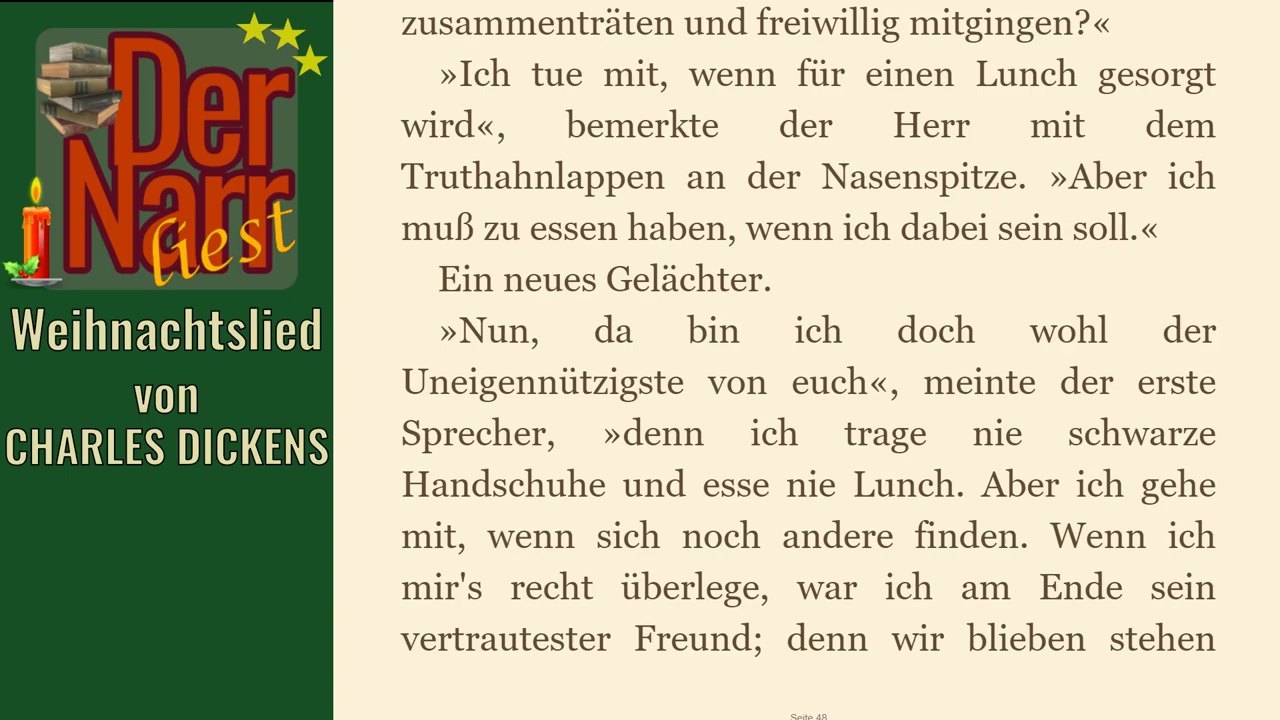 Der
Narr
liest
Weihnachtslied
von
CHARLES DICKENS
zusammenträten und freiwillig mitgingen?«
»Ich tue mit, wenn für einen Lunch gesorgt
wird«, bemerkte der Herr mit dem
Truthahnlappen an der Nasenspitze. »Aber ich
muß zu essen haben, wenn ich dabei sein soll.«
Ein neues Gelächter.
»Nun, da bin ich doch wohl der
Uneigennützigste von euch«, meinte der erste
Sprecher, »denn ich trage nie schwarze
Handschuhe und esse nie Lunch. Aber ich gehe
mit, wenn sich noch andere finden. Wenn ich
mir's recht überlege, war ich am Ende sein
vertrautester Freund; denn wir blieben stehen
Seite 48